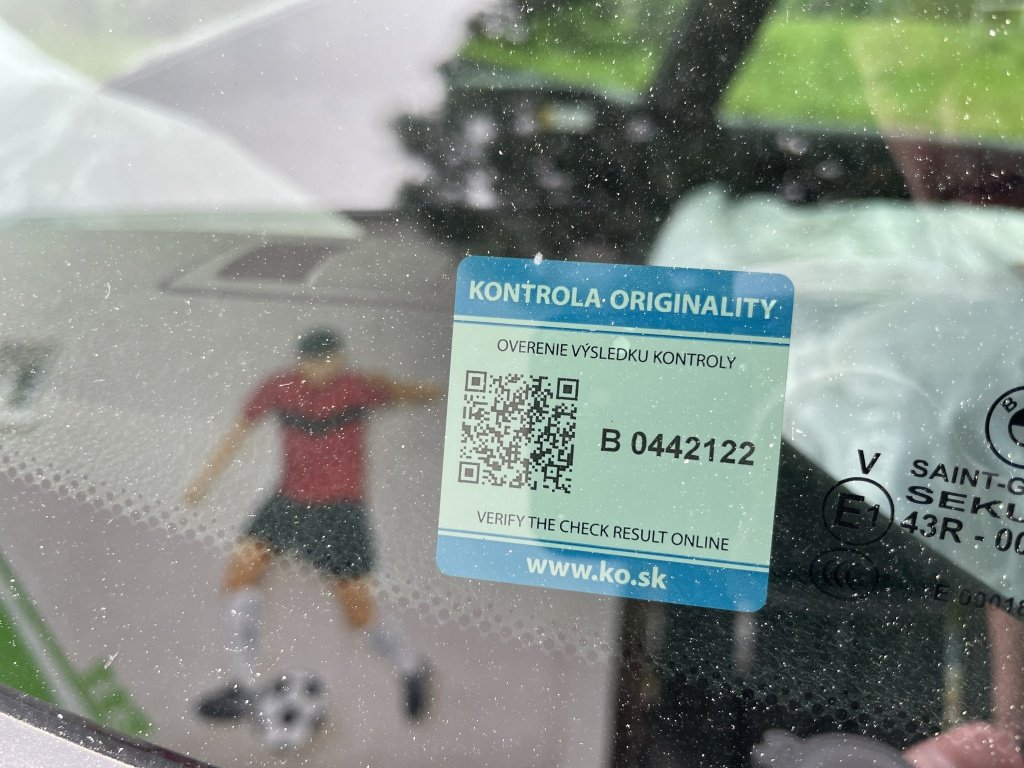 KONTROLA ORIGINALITY
OVERENIE VÝSLEDKU KONTROLY
B 0442122
VERIFY THE CHECK RESULT ONLINE
www.ko.sk
B
V
SAINT-G
SEKU
E1
43R - 00
E 00018